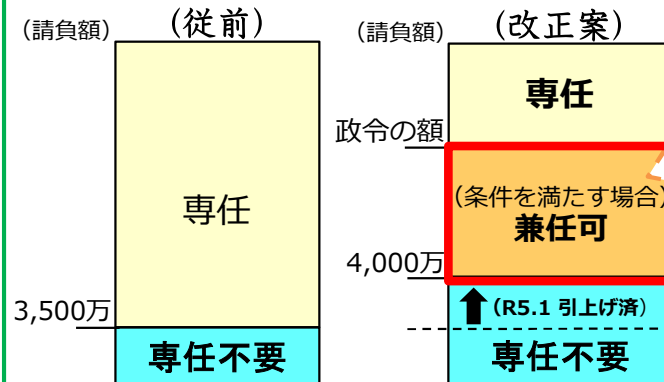 (請負額)
(従前)
専任
3,500万
専任不要
(請負額)
(改正案)
専任
政令の額
(条件を満たす場合)
兼任可
4,000万
(R5.1 引上げ済)
専任不要